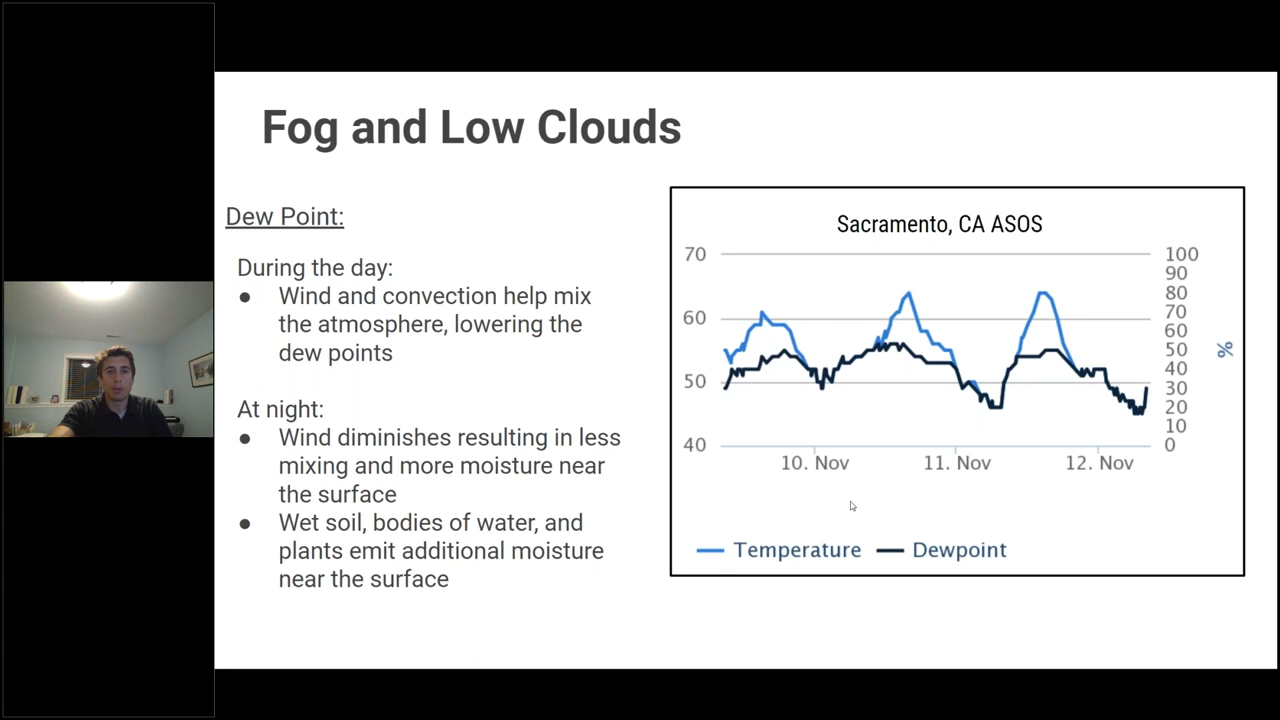 Fog and Low Clouds
Dew Point:
During the day:
● Wind and convection help mix
the atmosphere, lowering the
dew points
At night:
● Wind diminishes resulting in less
mixing and more moisture near
the surface
● Wet soil, bodies of water, and
plants emit additional moisture
near the surface
Sacramento, CA ASOS
70
60
50
40
100
90
80
70
60
50
40
30
20
10
0
%
10. Nov
11. Nov
12. Nov
Temperature
Dewpoint